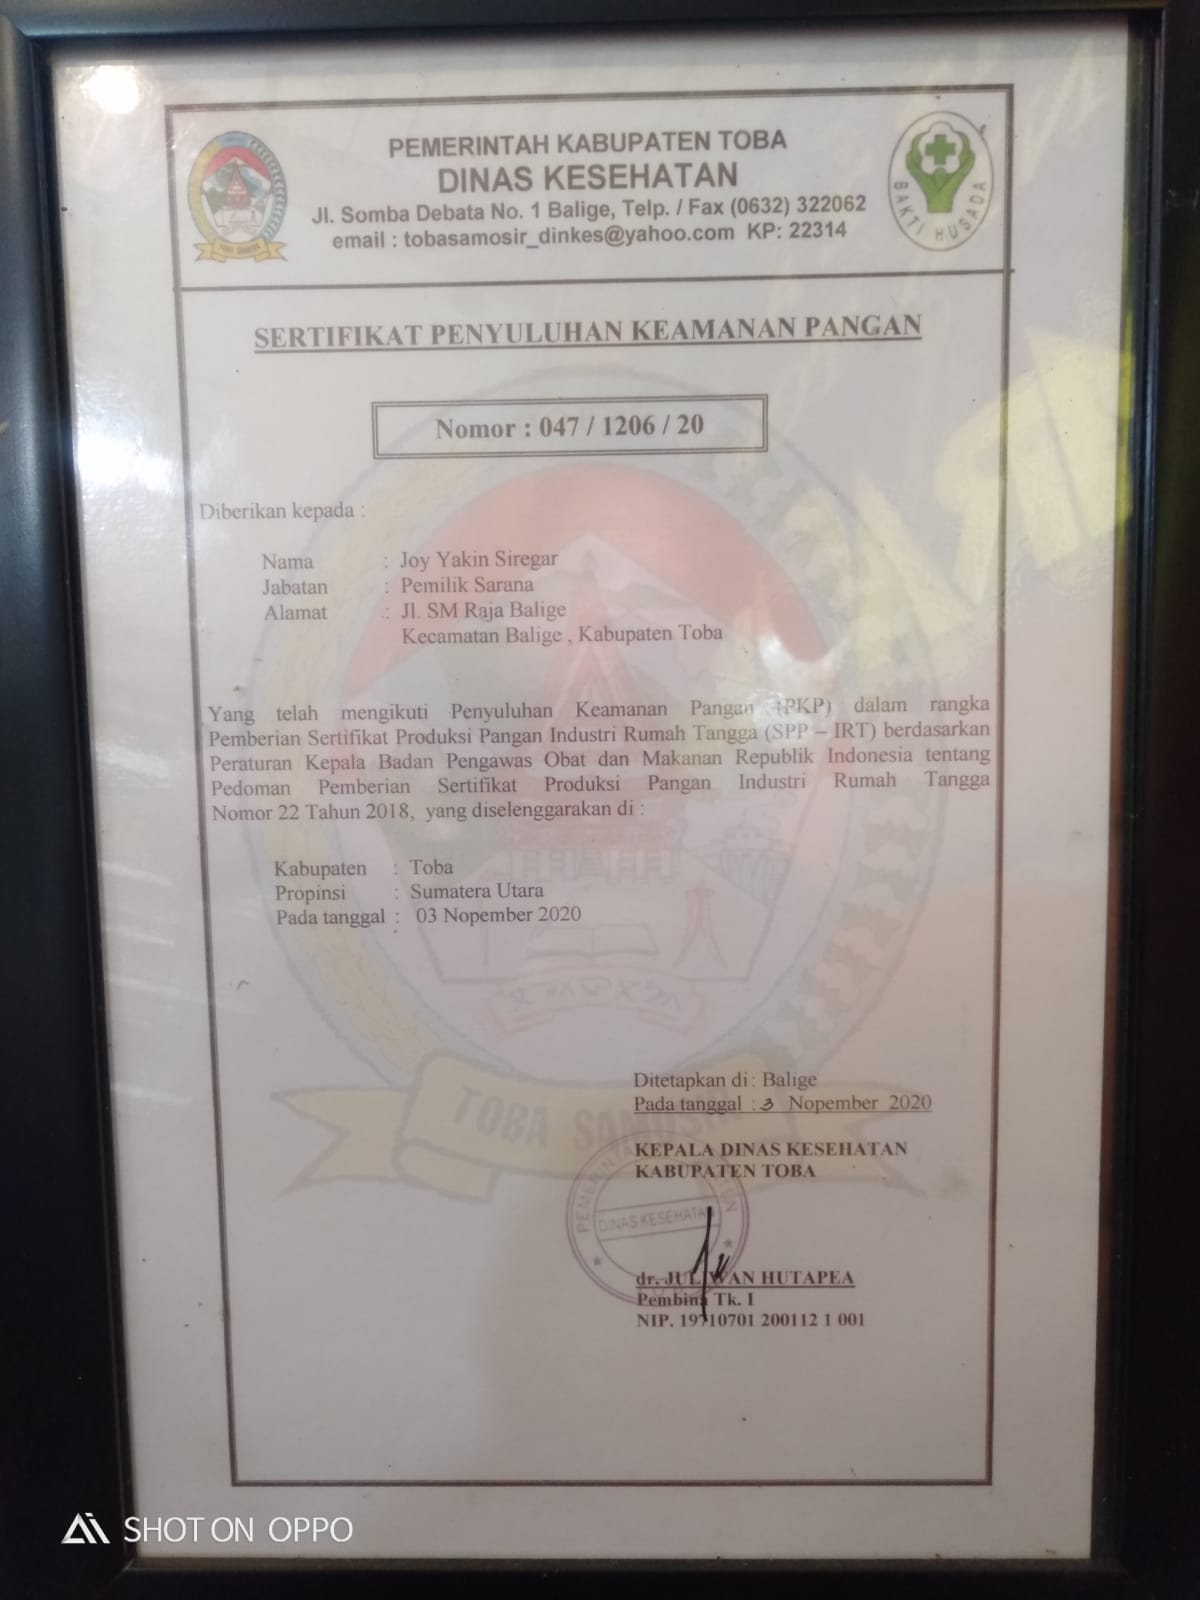 PEMERINTAH KABUPATEN TOBA
DINAS KESEHATAN
Jl. Somba Debata No. 1 Balige, Telp. / Fax (0632) 322062
email : tobasamosir_dinkes@yahoo.com KP: 22314
BAKTI HUSADA
SERTIFIKAT PENYULUHAN KEAMANAN PANGAN
Nomor : 047 / 1206 / 20
Diberikan kepada :
Nama : Joy Yakin Siregar
Jabatan : Pemilik Sarana
Alamat : Jl. SM Raja Balige
Kecamatan Balige , Kabupaten Toba
Yang telah mengikuti Penyuluhan Keamanan Pangan (PKP) dalam rangka
Pemberian Sertifikat Produksi Pangan Industri Rumah Tangga (SPP – IRT) berdasarkan
Peraturan Kepala Badan Pengawas Obat dan Makanan Republik Indonesia tentang
Pedoman Pemberian Sertifikat Produksi Pangan Industri Rumah Tangga
Nomor 22 Tahun 2018, yang diselenggarakan di :
Kabupaten : Toba
Propinsi : Sumatera Utara
Pada tanggal : 03 Nopember 2020
Ditetapkan di : Balige
Pada tanggal : 3 Nopember 2020
TOBA SAMOSIR
KEPALA DINAS KESEHATAN
KABUPATEN TOBA
DINAS KESEHATAN
dr. JULIWAN HUTAPEA
Pembina Tk. I
NIP. 19710701 200112 1 001
SHOT ON OPPO